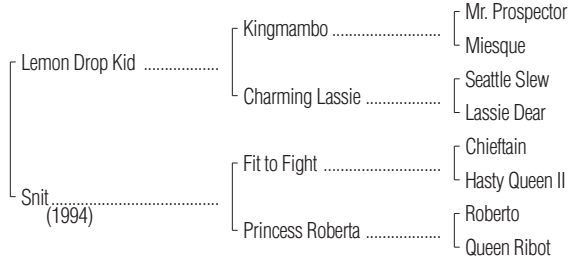 Mr. Prospector
Kingmambo ........................
Miesque
Lemon Drop Kid ................
Seattle Slew
Charming Lassie ................
Lassie Dear
Chieftain
Fit to Fight .........................
Hasty Queen II
Snit....................................
(1994)
Roberto
Princess Roberta ................
Queen Ribot